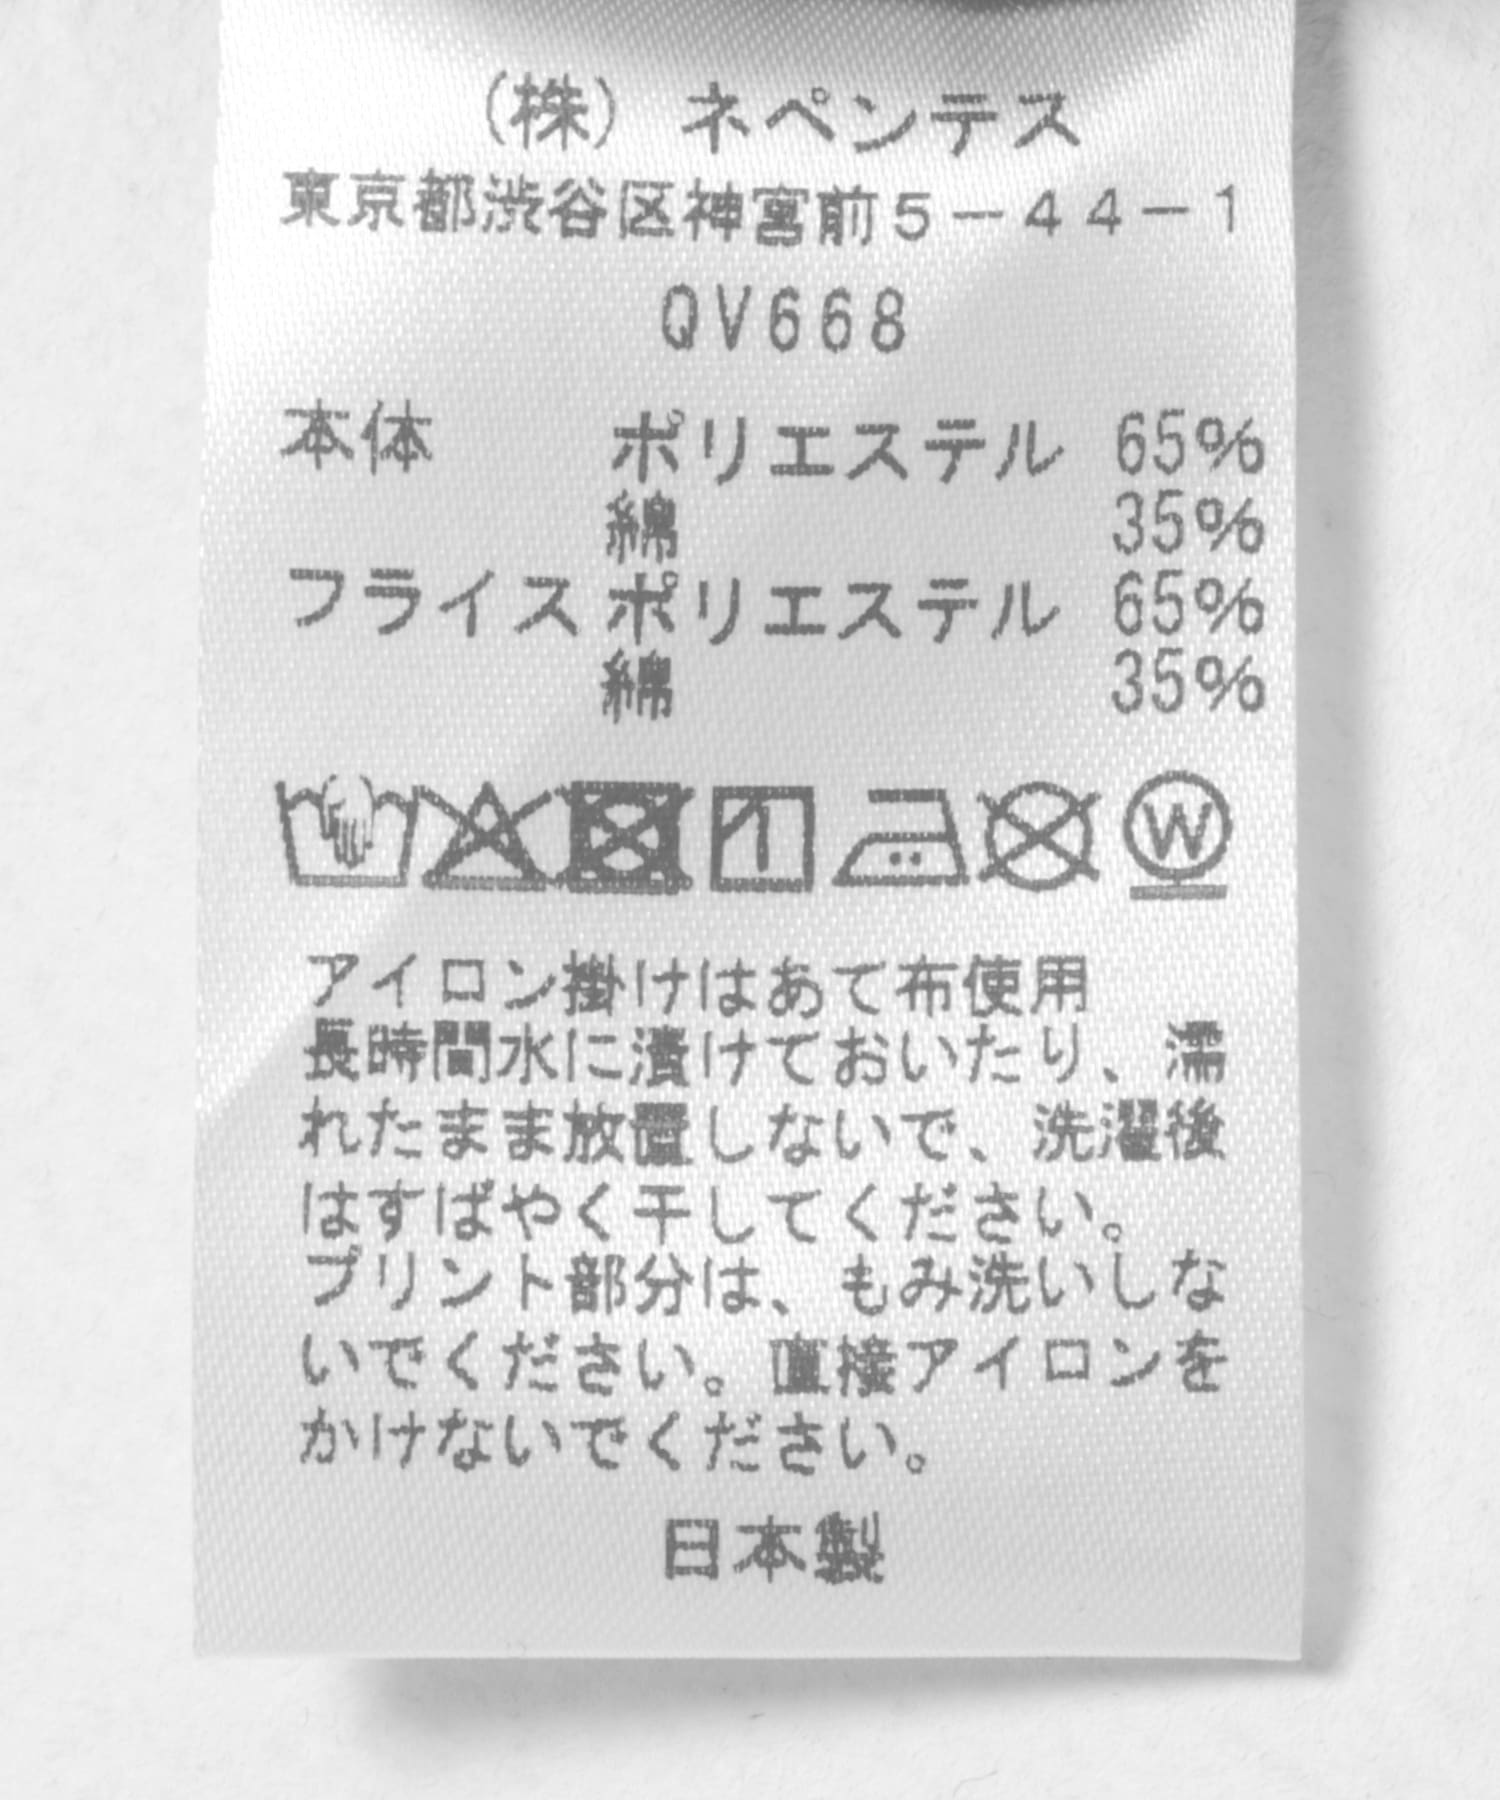 (株) ネペンテス
東京都渋谷区神宮前5-44-1
QV668
本体 ポリエステル 65%
綿 35%
フライス ポリエステル 65%
綿 35%
W
アイロン掛けはあて布使用
長時間水に漬けておいたり、濡
れたまま放置しないで、洗濯後
はすばやく干してください。
プリント部分は、もみ洗いしな
いでください。直接アイロンを
かけないでください。
日本製